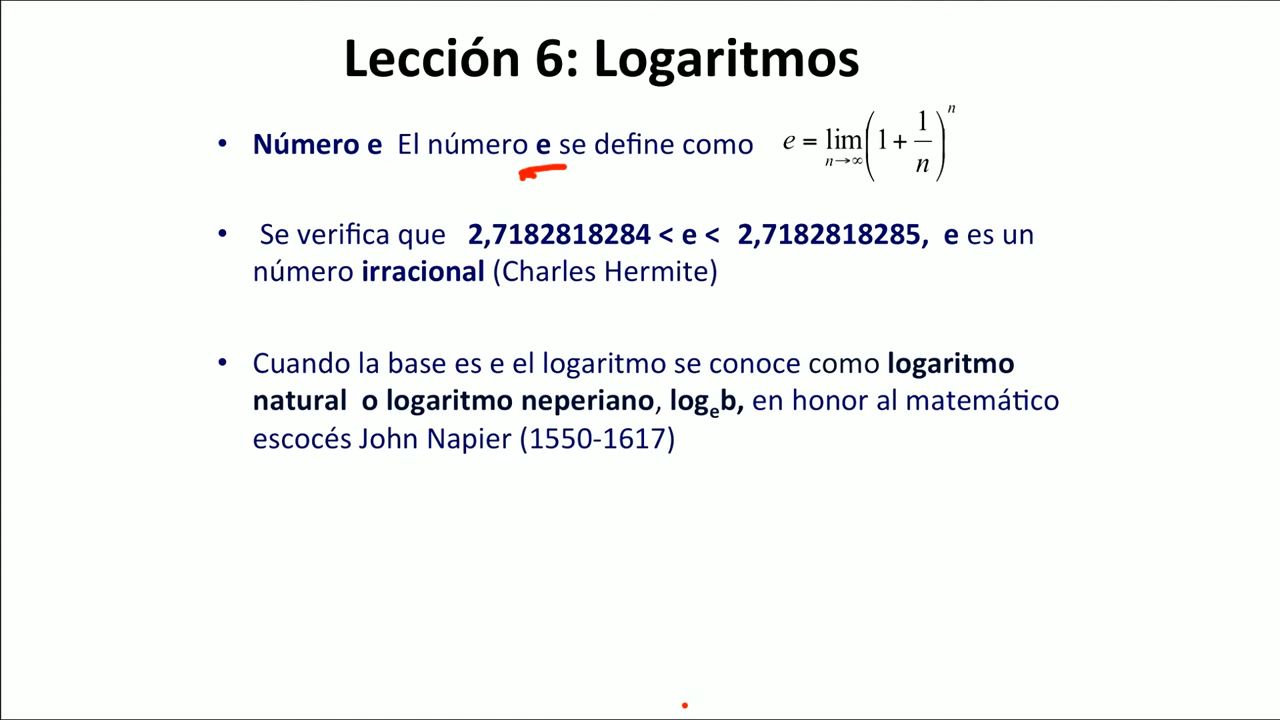 Lección 6: Logaritmos
• Número e El número e se define como e = lim n→∞ (1 + 1/n)^n
• Se verifica que 2,7182818284 < e < 2,7182818285, e es un
número irracional (Charles Hermite)
• Cuando la base es e el logaritmo se conoce como logaritmo
natural o logaritmo neperiano, logₑb, en honor al matemático
escocés John Napier (1550-1617)